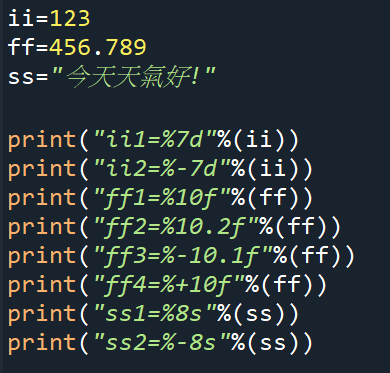 ii=123
ff=456.789
ss="今天天氣好!"
print("ii1=%7d"%(ii))
print("ii2=%-7d"%(ii))
print("ff1=%10f"%(ff))
print("ff2=%10.2f"%(ff))
print("ff3=%-10.1f"%(ff))
print("ff4=%+10f"%(ff))
print("ss1=%8s"%(ss))
print("ss2=%-8s"%(ss))